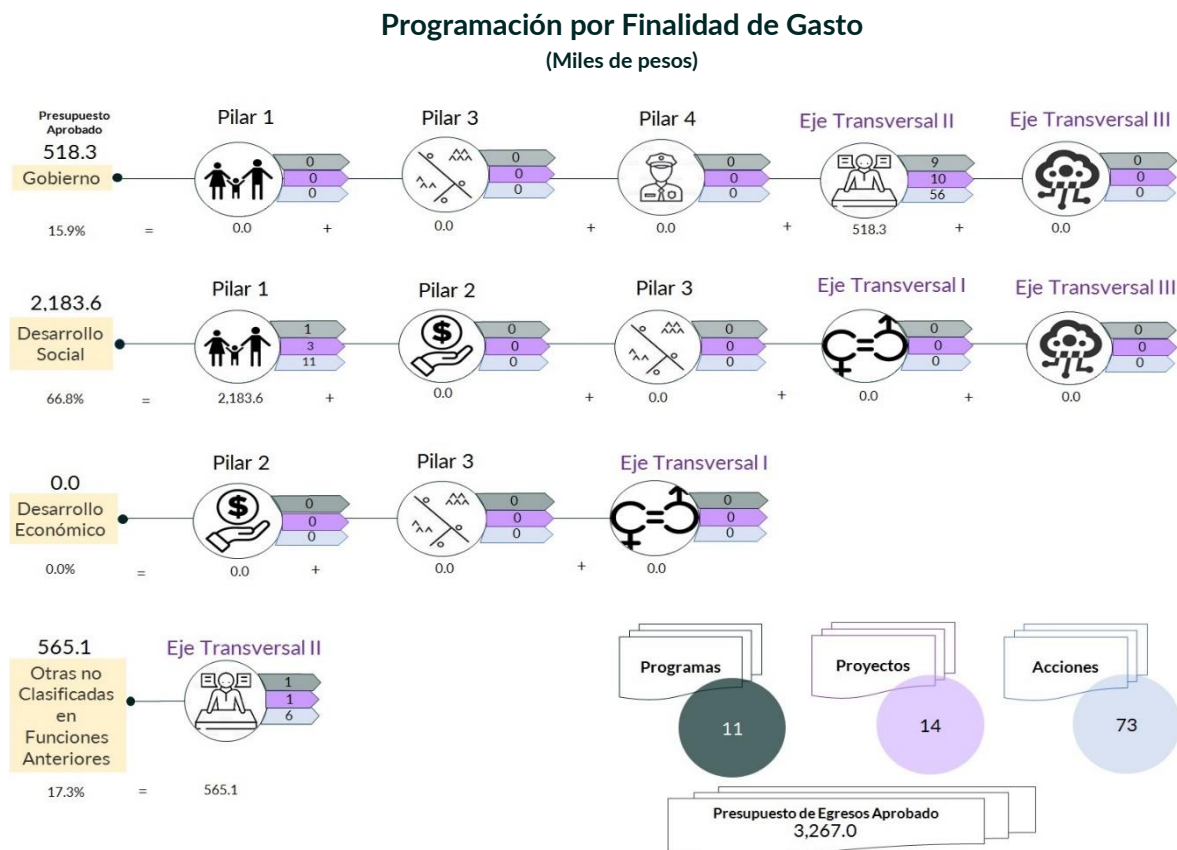 Programación por Finalidad de Gasto
(Miles de pesos)
Presupuesto
Aprobado
518.3
Gobierno
15.9%
=
Pilar 1
0
0
0
0.0
+
Pilar 3
0
0
0
0.0
+
Pilar 4
0
0
0
0.0
+
Eje Transversal II
9
10
56
518.3
+
Eje Transversal III
0
0
0
0.0
2,183.6
Desarrollo
Social
66.8%
=
Pilar 1
1
3
11
2,183.6
+
Pilar 2
$
0
0
0
0.0
+
Pilar 3
0
0
0
0.0
+
Eje Transversal I
0
0
0
0.0
+
Eje Transversal III
0
0
0
0.0
0.0
Desarrollo
Económico
0.0%
=
Pilar 2
$
0
0
0
0.0
+
Pilar 3
0
0
0
0.0
+
Eje Transversal I
0
0
0
0.0
565.1
Otras no
Clasificadas
en
Funciones
Anteriores
17.3%
=
Eje Transversal II
1
1
6
565.1
Programas
11
Proyectos
14
Acciones
73
Presupuesto de Egresos Aprobado
3,267.0